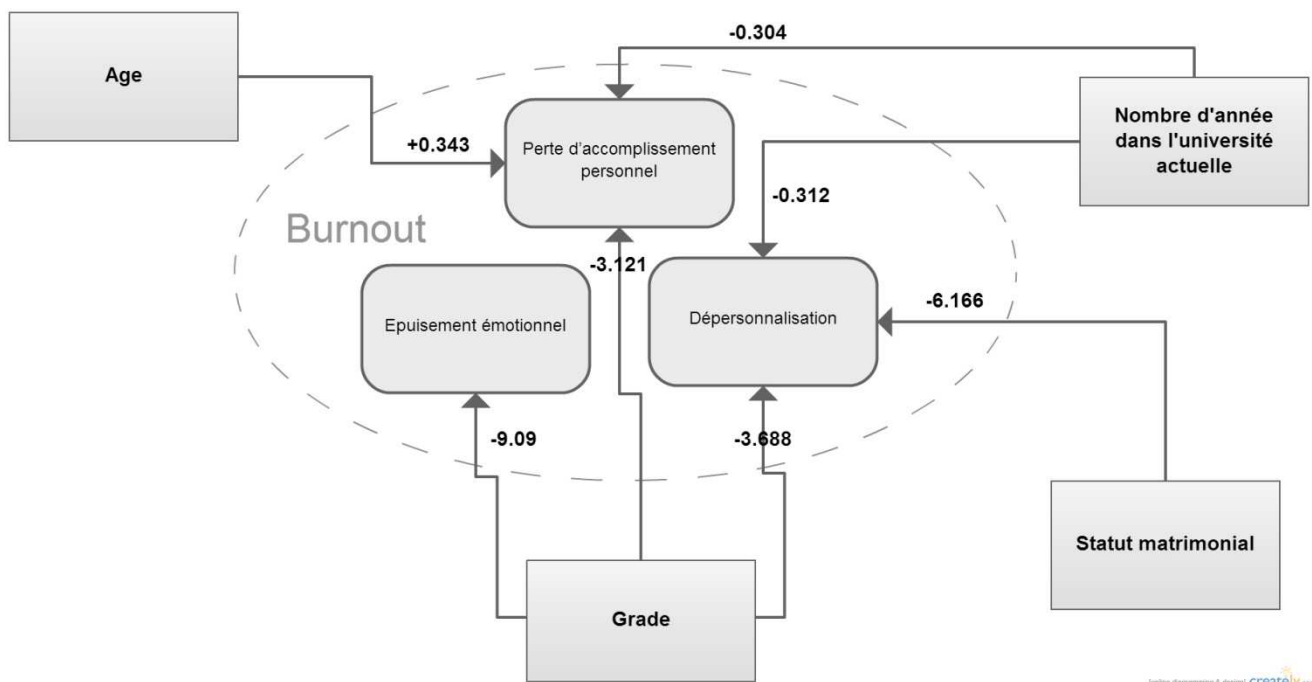 -0.304
Age
Nombre d'année
dans l'université
actuelle
+0.343
Perte d’accomplissement
personnel
-0.312
Burnout
-3.121
-6.166
Epuisement émotionnel
Dépersonnalisation
-9.09
-3.688
Statut matrimonial
Grade
creately